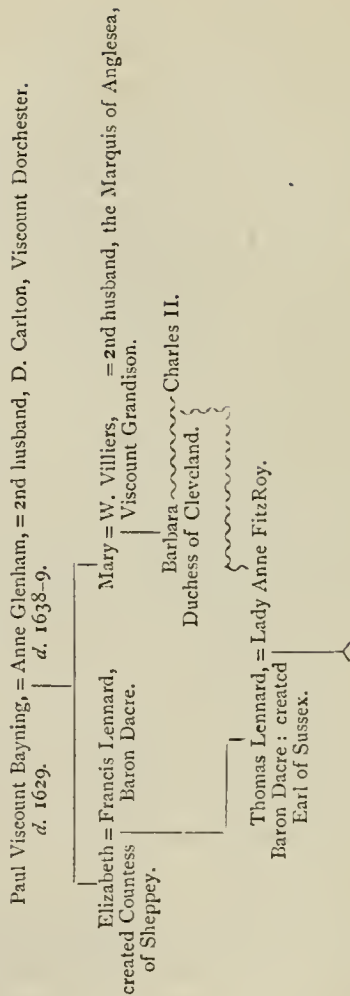 Paul Viscount Bayning, = Anne Glenham, = 2nd husband, D. Carlton, Viscount Dorchester.
d. 1629. d. 1638-9.
Elizabeth = Francis Lennard, Mary = W. Villiers, = 2nd husband, the Marquis of Anglesea,
created Countess Baron Dacre. Viscount Grandison.
of Sheppey.
Barbara Charles II.
Duchess of Cleveland.
Thomas Lennard, = Lady Anne FitzRoy.
Baron Dacre : created
Earl of Sussex.